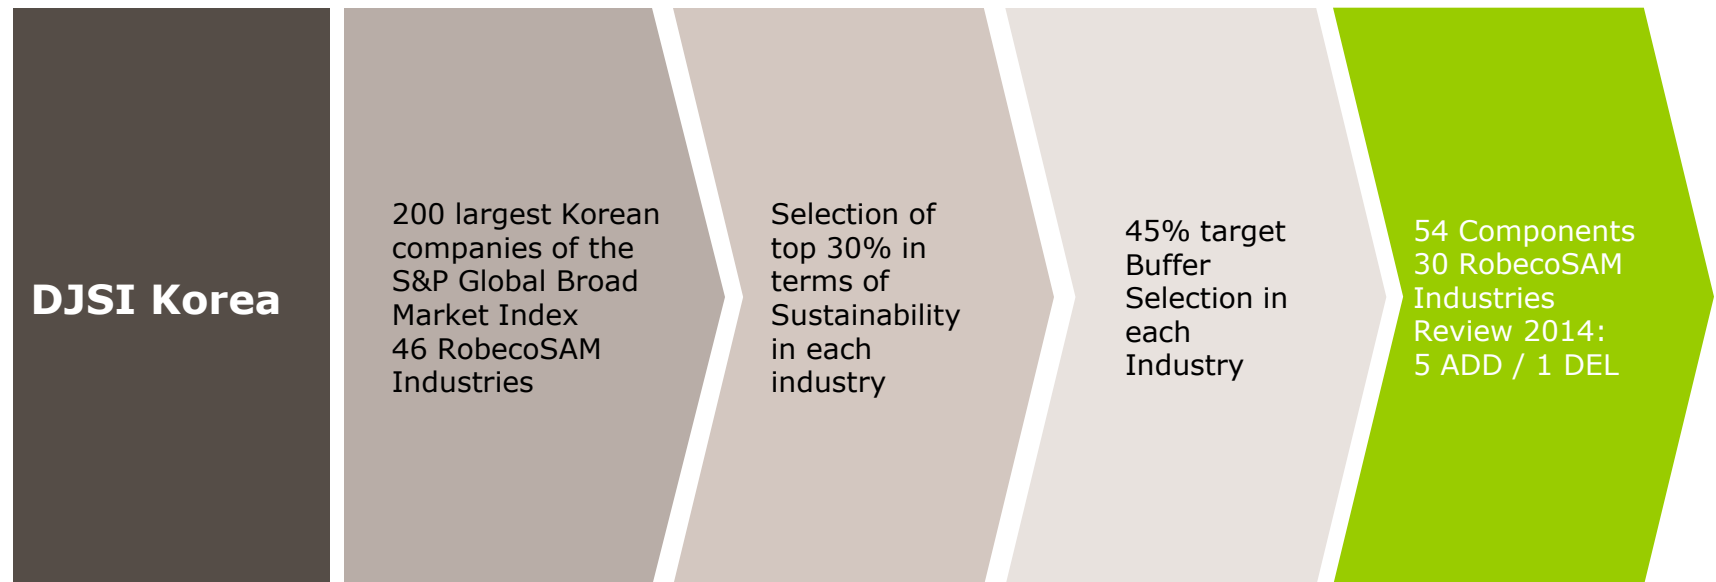 DJSI Korea
200 largest Korean
companies of the
S&P Global Broad
Market Index
46 RobecoSAM
Industries
Selection of
top 30% in
terms of
Sustainability
in each
industry
45% target
Buffer
Selection in
each
Industry
54 Components
30 RobecoSAM
Industries
Review 2014:
5 ADD / 1 DEL